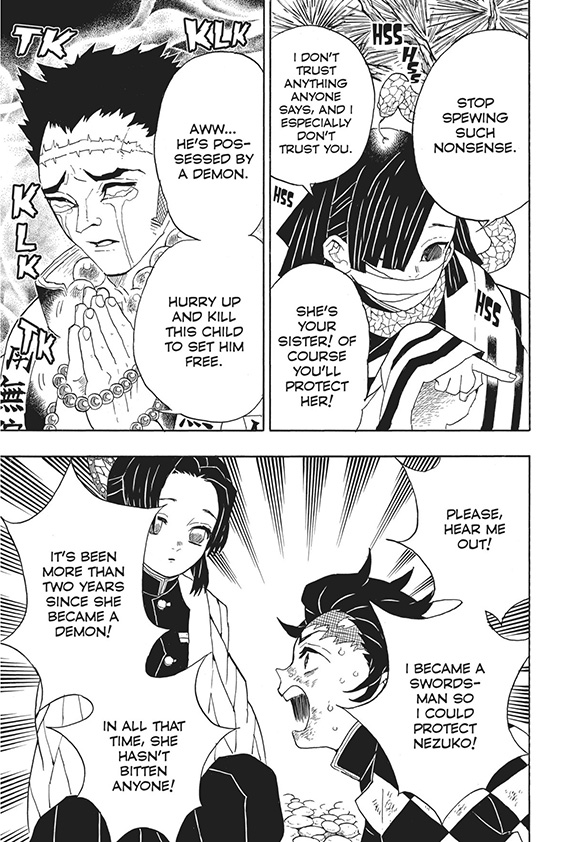 HSS
HSS
STOP
SPEWING
SUCH
NONSENSE.
I DON'T
TRUST
ANYTHING
ANYONE
SAYS, AND I
ESPECIALLY
DON'T
TRUST YOU.
HSS
HSS
SHE'S
YOUR
SISTER! OF
COURSE
YOU'LL
PROTECT
HER!
KLK
TK
AWW...
HE'S POS-
SESSED BY
A DEMON.
KLK
TK
HURRY UP
AND KILL
THIS CHILD
TO SET HIM
FREE.
PLEASE,
HEAR ME
OUT!
I BECAME A
SWORDS-
MAN SO
I COULD
PROTECT
NEZUKO!
IT'S BEEN
MORE THAN
TWO YEARS
SINCE SHE
BECAME A
DEMON!
IN ALL THAT
TIME, SHE
HASN'T
BITTEN
ANYONE!